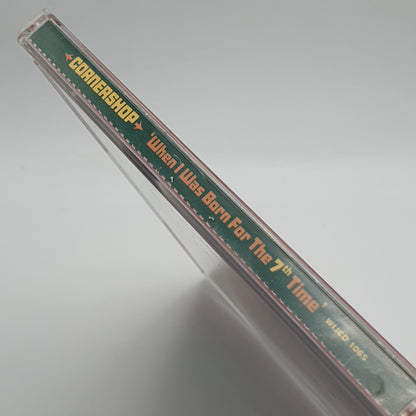 CORNERSHOP 'When I Was Born For The 7th Time' WIJCD 1065